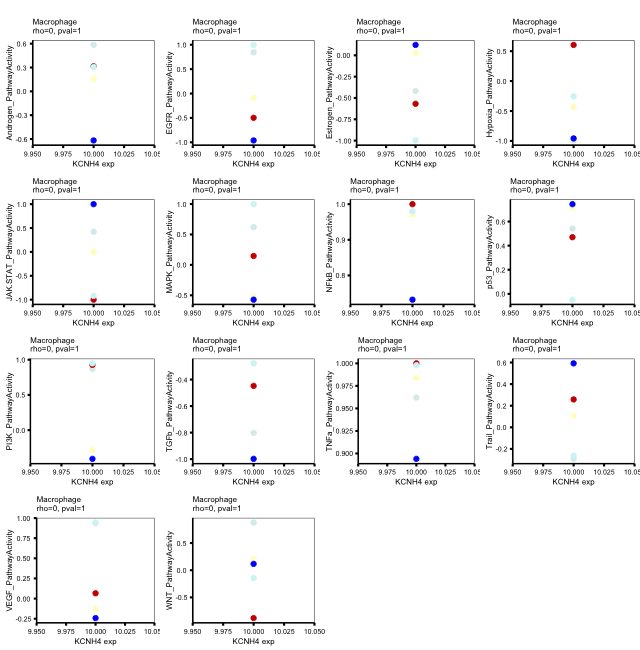 Macrophage
rho=0, pval=1
Androgen_PathwayActivity
0.6
0.3
0.0
-0.3
-0.6
9.950 9.975 10.000 10.025 10.05
KCNH4 exp
Macrophage
rho=0, pval=1
EGFR_PathwayActivity
1.0
0.5
0.0
-0.5
-1.0
9.950 9.975 10.000 10.025 10.05
KCNH4 exp
Macrophage
rho=0, pval=1
Estrogen_PathwayActivity
0.00
-0.25
-0.50
-0.75
-1.00
9.950 9.975 10.000 10.025 10.05
KCNH4 exp
Macrophage
rho=0, pval=1
Hypoxia_PathwayActivity
0.5
0.0
-0.5
-1.0
9.950 9.975 10.000 10.025 10.05
KCNH4 exp
Macrophage
rho=0, pval=1
JAK.STAT_PathwayActivity
1.0
0.5
0.0
-0.5
-1.0
9.950 9.975 10.000 10.025 10.05
KCNH4 exp
Macrophage
rho=0, pval=1
MAPK_PathwayActivity
1.0
0.5
0.0
-0.5
9.950 9.975 10.000 10.025 10.05
KCNH4 exp
Macrophage
rho=0, pval=1
NFkB_PathwayActivity
1.0
0.9
0.8
9.950 9.975 10.000 10.025 10.05
KCNH4 exp
Macrophage
rho=0, pval=1
p53_PathwayActivity
0.6
0.4
0.2
0.0
9.950 9.975 10.000 10.025 10.05
KCNH4 exp
Macrophage
rho=0, pval=1
PI3K_PathwayActivity
1.0
0.5
0.0
9.950 9.975 10.000 10.025 10.05
KCNH4 exp
Macrophage
rho=0, pval=1
TGFb_PathwayActivity
-0.4
-0.6
-0.8
-1.0
9.950 9.975 10.000 10.025 10.05
KCNH4 exp
Macrophage
rho=0, pval=1
TNFa_PathwayActivity
1.000
0.975
0.950
0.925
0.900
9.950 9.975 10.000 10.025 10.05
KCNH4 exp
Macrophage
rho=0, pval=1
Trail_PathwayActivity
0.6
0.4
0.2
0.0
-0.2
9.950 9.975 10.000 10.025 10.05
KCNH4 exp
Macrophage
rho=0, pval=1
VEGF_PathwayActivity
1.00
0.75
0.50
0.25
0.00
-0.25
9.950 9.975 10.000 10.025 10.05
KCNH4 exp
Macrophage
rho=0, pval=1
WNT_PathwayActivity
0.5
0.0
-0.5
9.950 9.975 10.000 10.025 10.050
KCNH4 exp